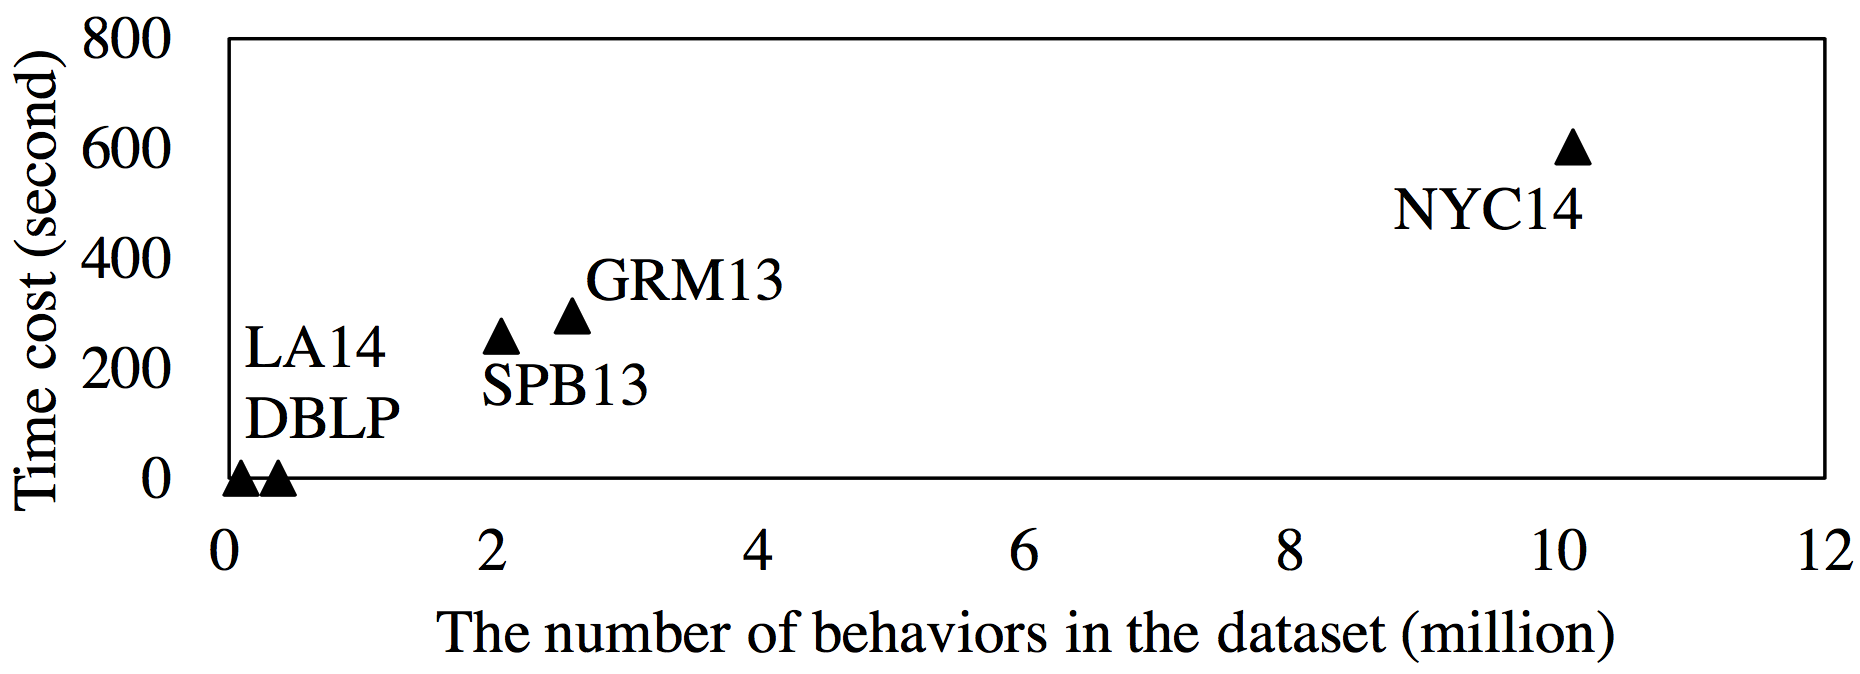 Time cost (second)
800
600
400
200
0
NYC14
GRM13
LA14
SPB13
DBLP
0 2 4 6 8 10 12
The number of behaviors in the dataset (million)